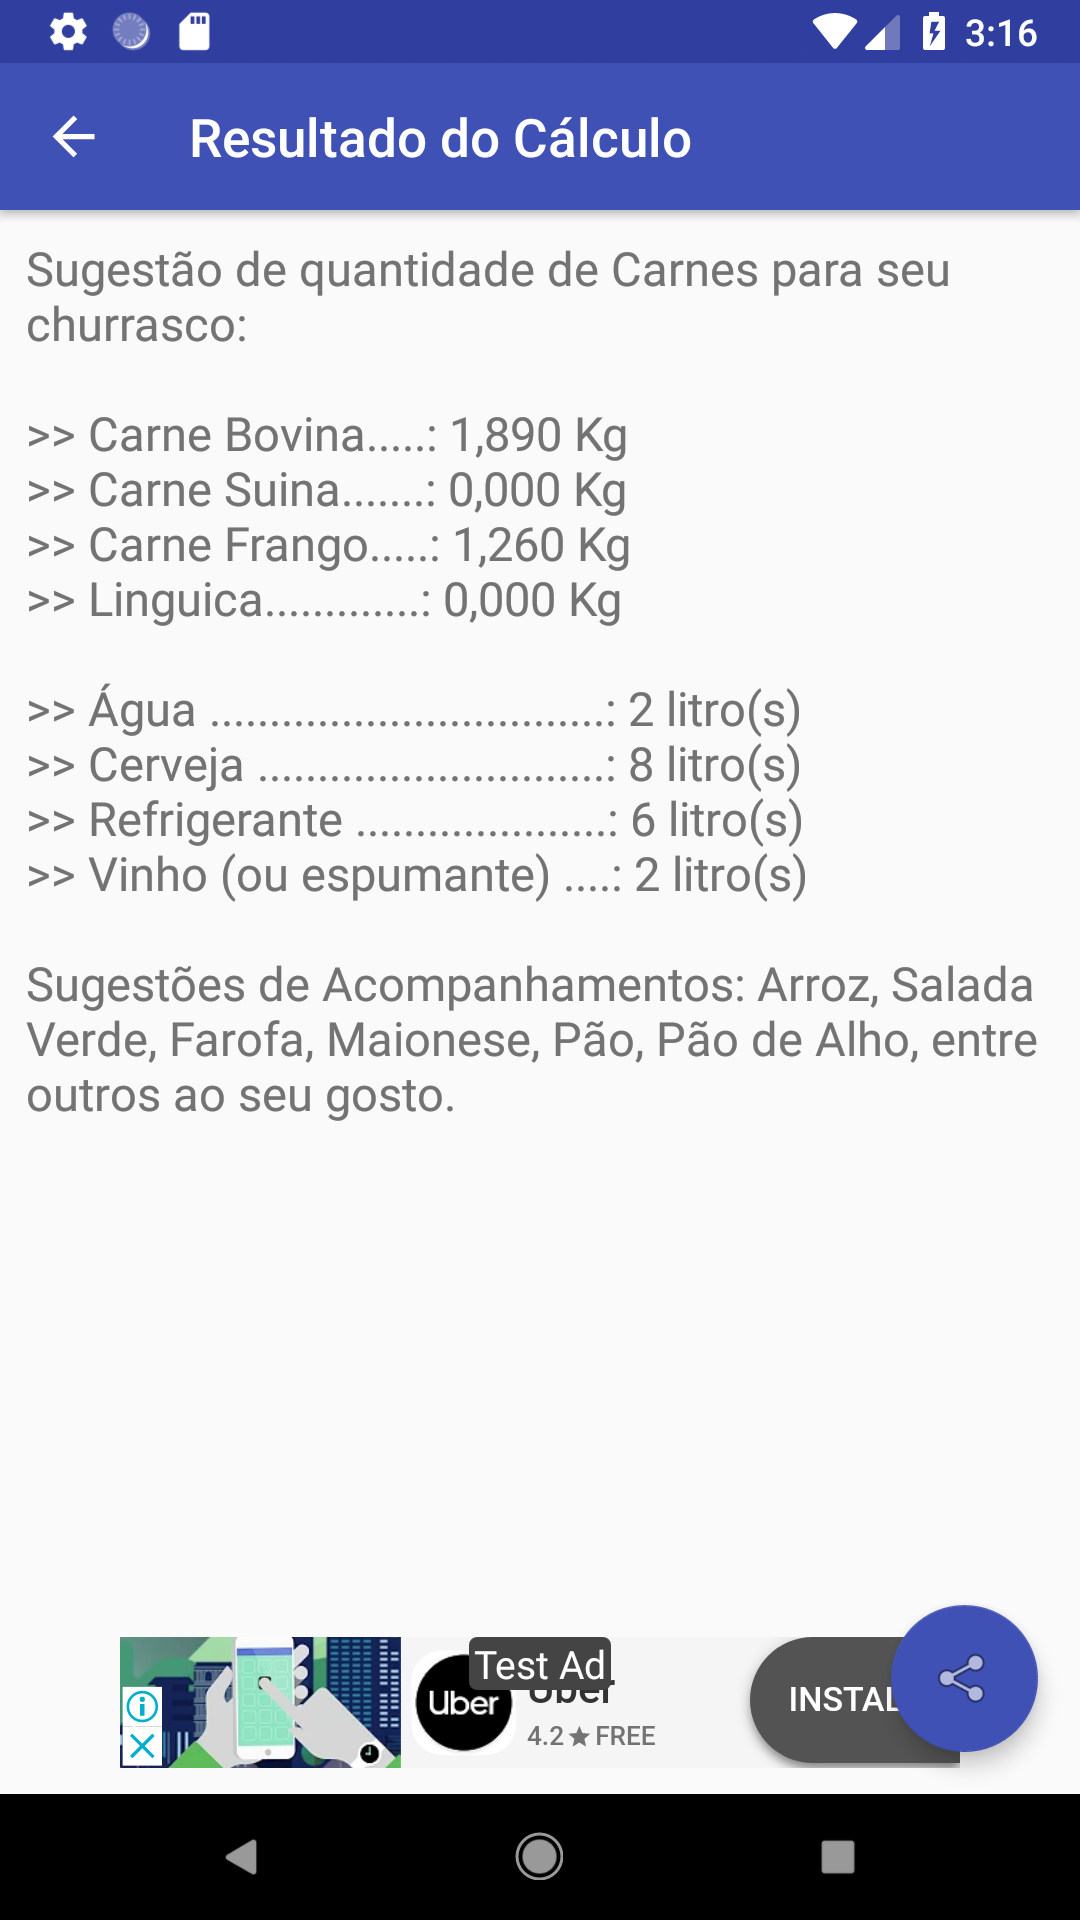 3:16
Resultado do Cálculo
Sugestão de quantidade de Carnes para seu
churrasco:
>> Carne Bovina.....: 1,890 Kg
>> Carne Suina.......: 0,000 Kg
>> Carne Frango.....: 1,260 Kg
>> Linguica.............: 0,000 Kg
>> Água .................................: 2 litro(s)
>> Cerveja .............................: 8 litro(s)
>> Refrigerante .....................: 6 litro(s)
>> Vinho (ou espumante) ....: 2 litro(s)
Sugestões de Acompanhamentos: Arroz, Salada
Verde, Farofa, Maionese, Pão, Pão de Alho, entre
outros ao seu gosto.
Test Ad
Uber
Uber
4.2 ★ FREE
INSTAL